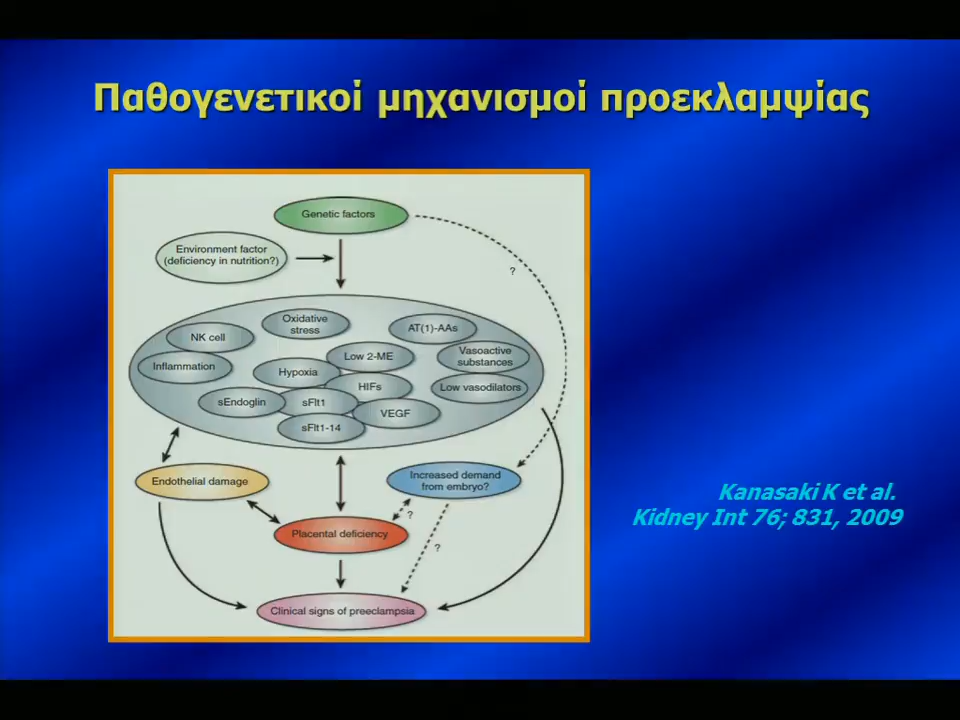 Παθογενετικοί μηχανισμοί προεκλαμψίας
Genetic factors
Environment factor
(deficiency in nutrition?)
?
Oxidative
stress
AT(1)-AAs
NK cell
Low 2-ME
Vasoactive
substances
Inflammation
Hypoxia
HIFs
Low vasodilators
sEndoglin
sFlt1
VEGF
sFlt1-14
Endothelial damage
Increased demand
from embryo?
?
Placental deficiency
?
Clinical signs of preeclampsia
Kanasaki K et al.
Kidney Int 76; 831, 2009